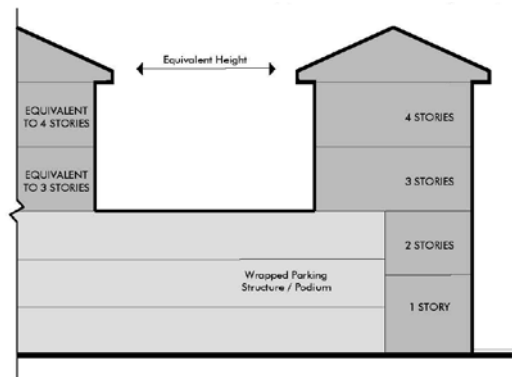 Equivalent Height
EQUIVALENT
TO 4 STORIES
4 STORIES
EQUIVALENT
TO 3 STORIES
3 STORIES
2 STORIES
Wrapped Parking
Structure / Podium
1 STORY